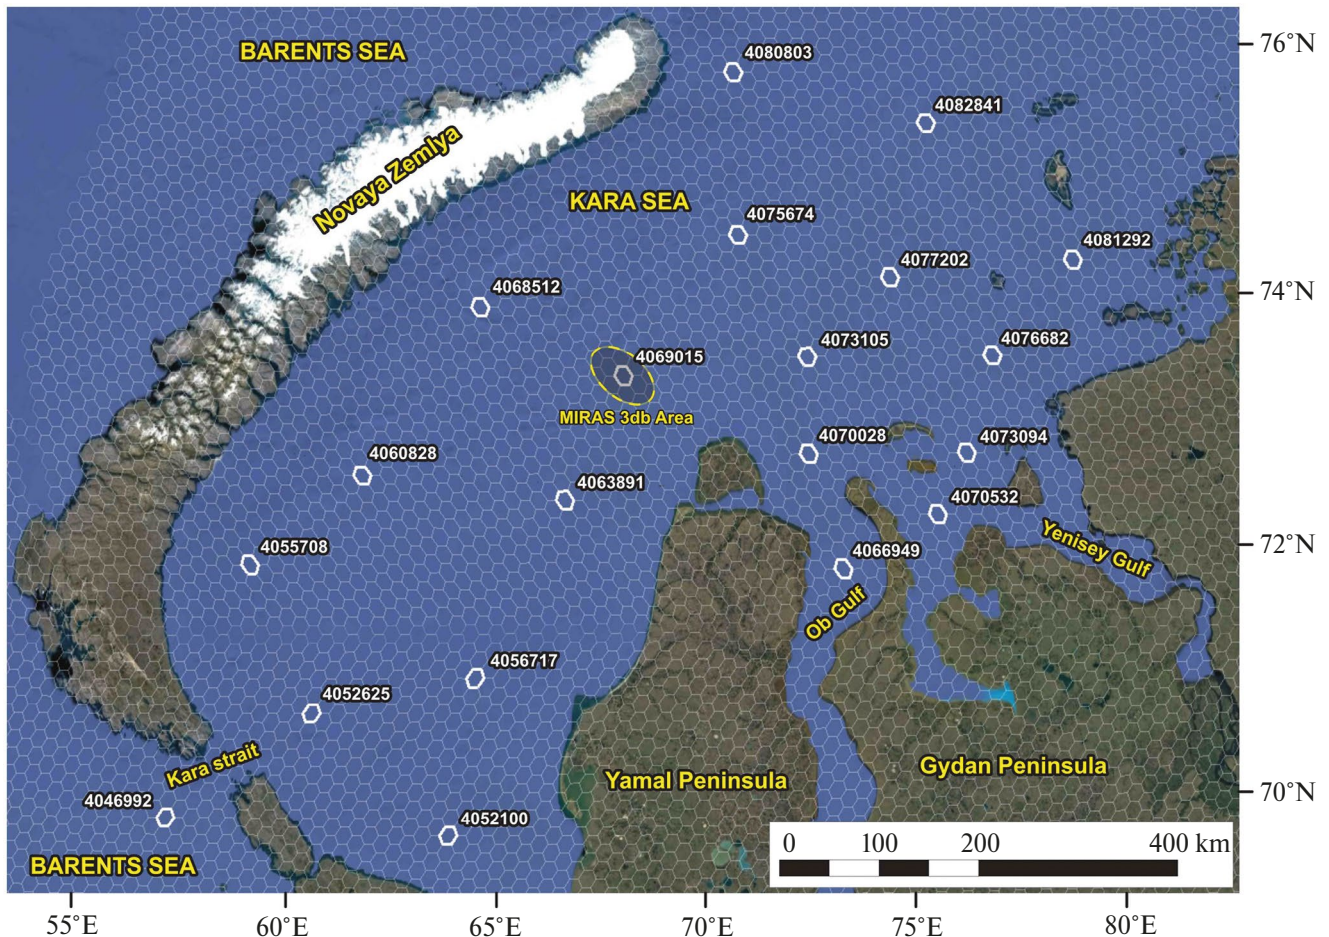 76°N
BARENTS SEA
4080803
4082841
Novaya Zemlya
KARA SEA
4075674
4081292
4077202
4068512
74°N
4073105
4076682
4069015
MIRAS 3db Area
4070028
4073094
4060828
4063891
4070532
Yenisey Gulf
72°N
4055708
4066949
Ob Gulf
4056717
4052625
Kara strait
Yamal Peninsula
Gydan Peninsula
70°N
4046992
4052100
BARENTS SEA
0 100 200 400 km
55°E 60°E 65°E 70°E 75°E 80°E